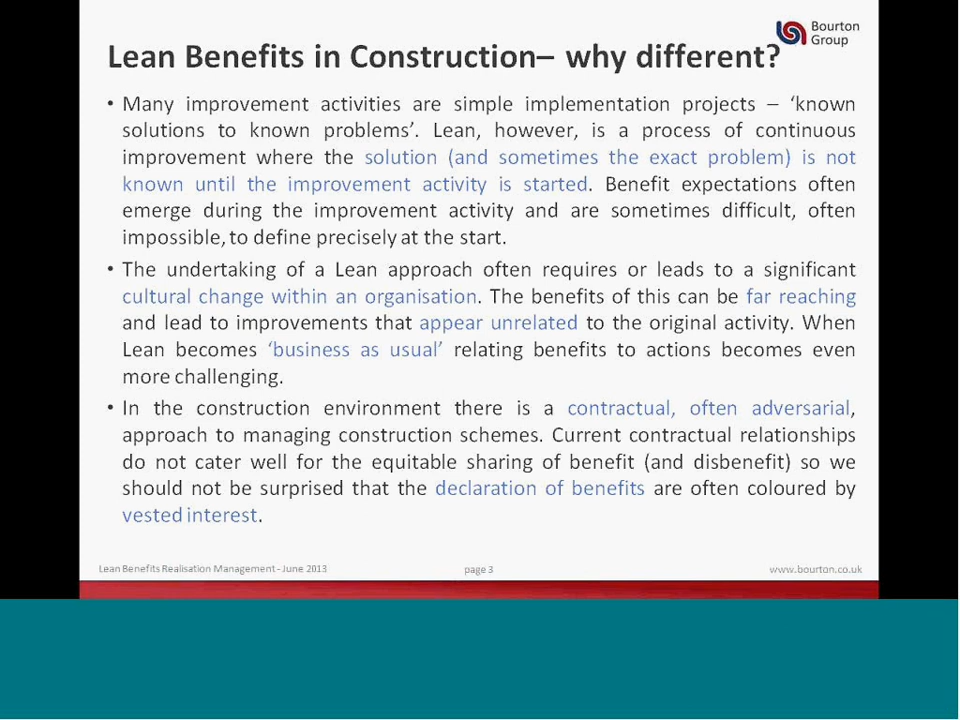 Bourton
Group
Lean Benefits in Construction– why different?
• Many improvement activities are simple implementation projects – ‘known
solutions to known problems’. Lean, however, is a process of continuous
improvement where the solution (and sometimes the exact problem) is not
known until the improvement activity is started. Benefit expectations often
emerge during the improvement activity and are sometimes difficult, often
impossible, to define precisely at the start.
• The undertaking of a Lean approach often requires or leads to a significant
cultural change within an organisation. The benefits of this can be far reaching
and lead to improvements that appear unrelated to the original activity. When
Lean becomes ‘business as usual’ relating benefits to actions becomes even
more challenging.
• In the construction environment there is a contractual, often adversarial,
approach to managing construction schemes. Current contractual relationships
do not cater well for the equitable sharing of benefit (and disbenefit) so we
should not be surprised that the declaration of benefits are often coloured by
vested interest.
Lean Benefits Realisation Management - June 2013 page 3 www.bourton.co.uk